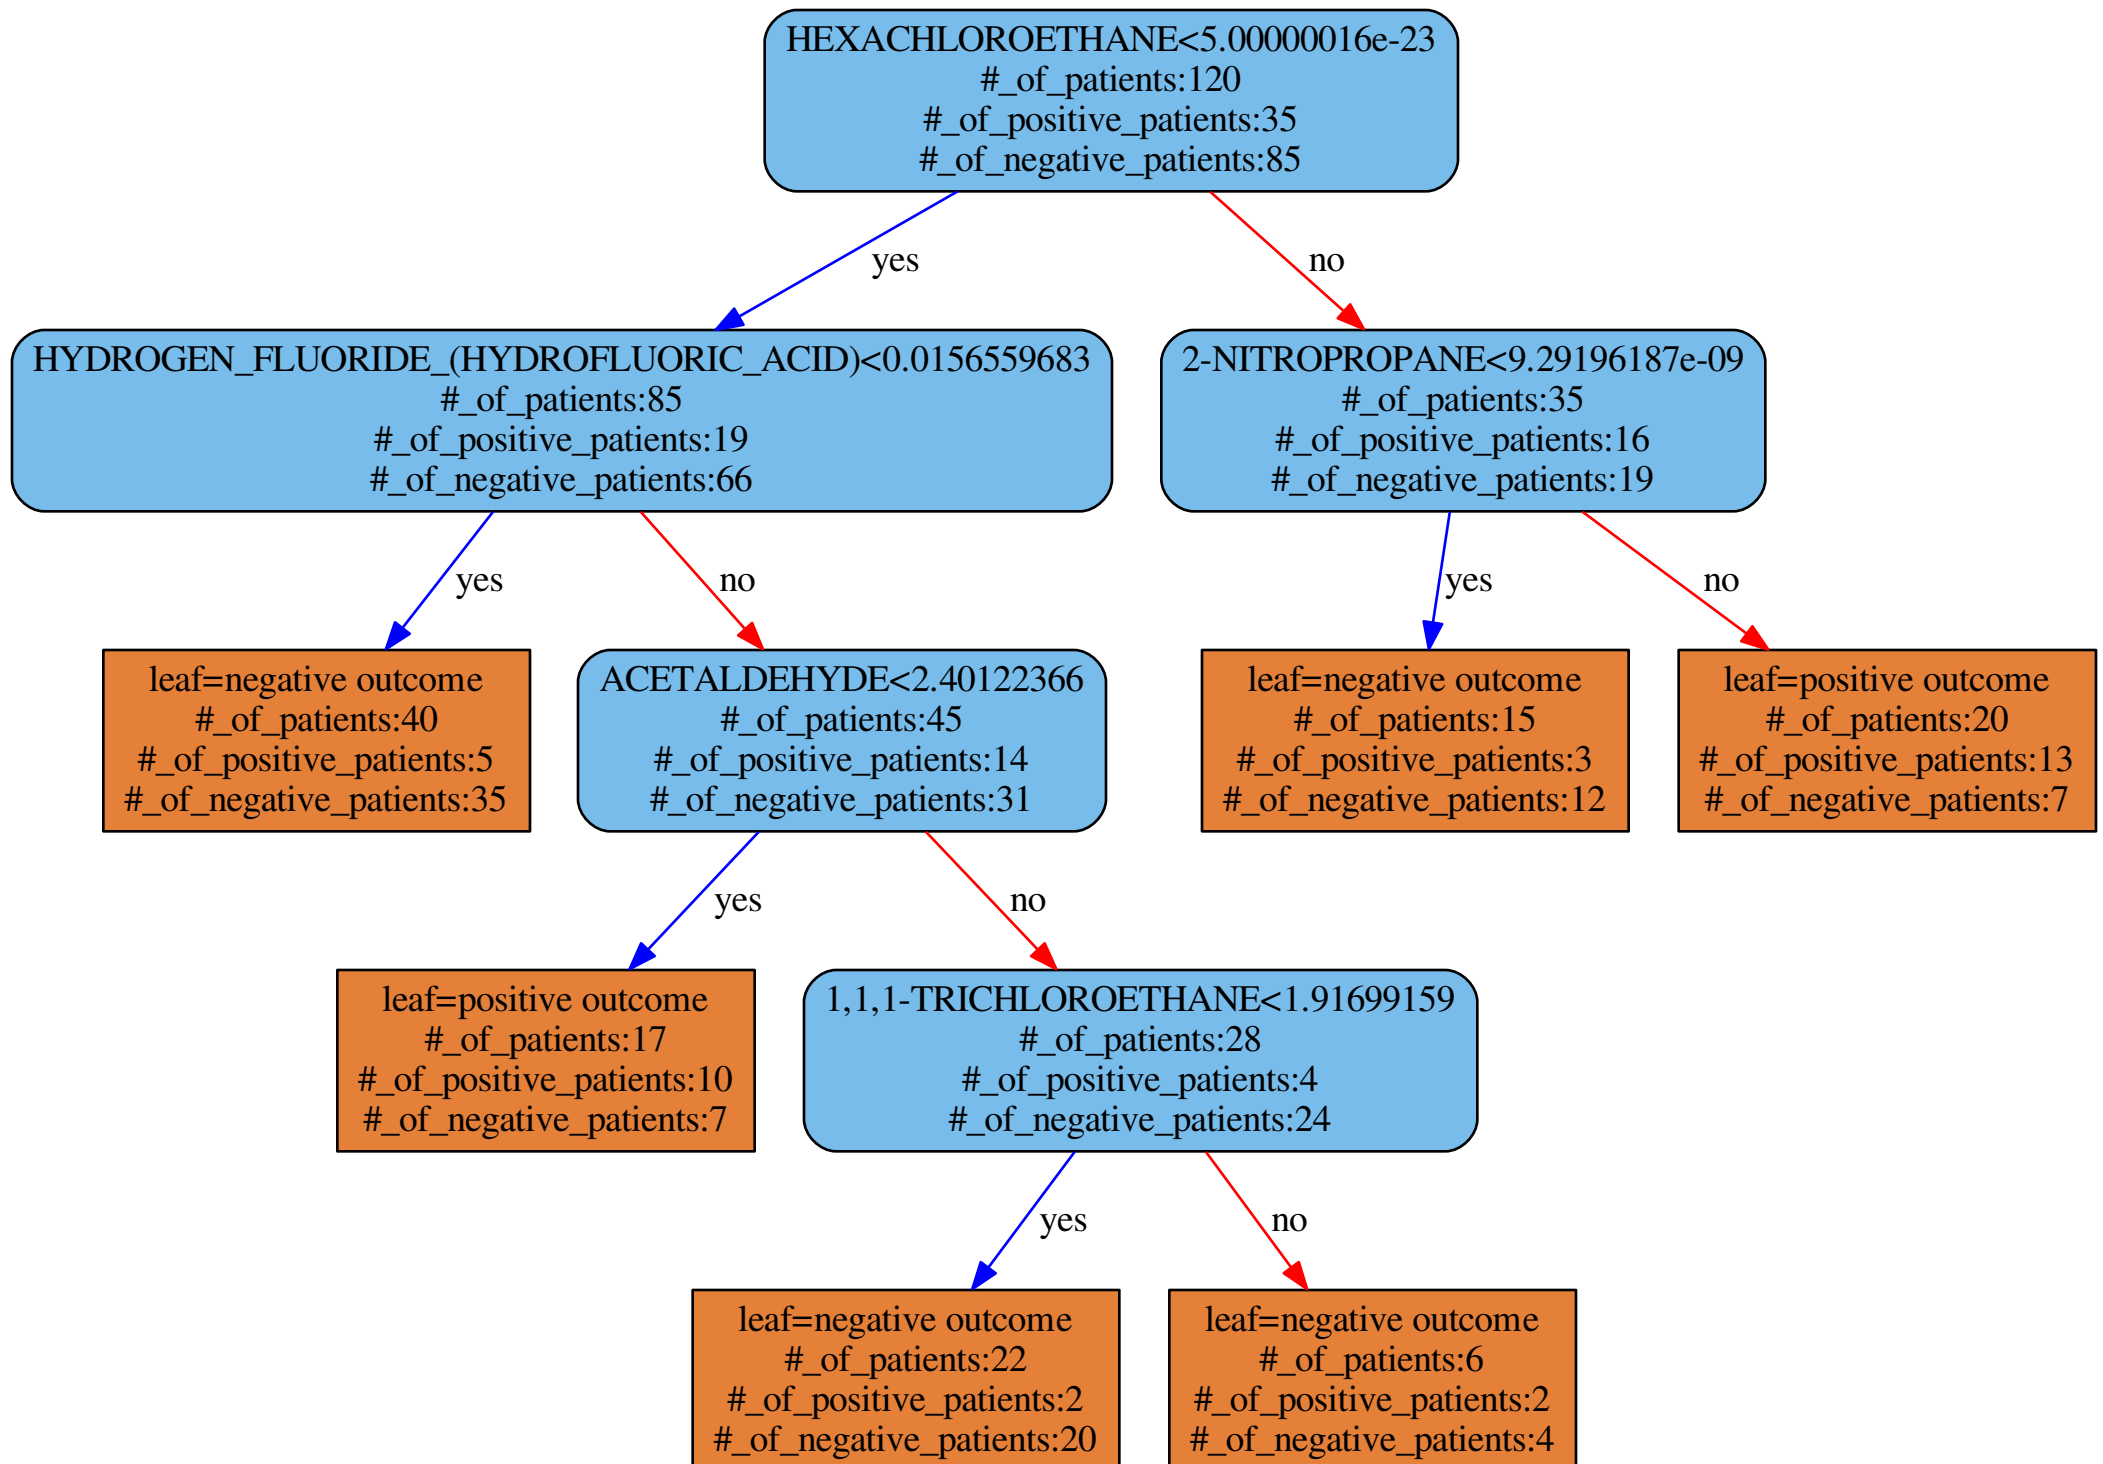 HEXACHLOROETHANE<5.00000016e-23
#_of_patients:120
#_of_positive_patients:35
#_of_negative_patients:85
yes
no
HYDROGEN_FLUORIDE_(HYDROFLUORIC_ACID)<0.0156559683
#_of_patients:85
#_of_positive_patients:19
#_of_negative_patients:66
2-NITROPROPANE<9.29196187e-09
#_of_patients:35
#_of_positive_patients:16
#_of_negative_patients:19
yes
no
yes
no
leaf=negative outcome
#_of_patients:40
#_of_positive_patients:5
#_of_negative_patients:35
ACETALDEHYDE<2.40122366
#_of_patients:45
#_of_positive_patients:14
#_of_negative_patients:31
leaf=negative outcome
#_of_patients:15
#_of_positive_patients:3
#_of_negative_patients:12
leaf=positive outcome
#_of_patients:20
#_of_positive_patients:13
#_of_negative_patients:7
yes
no
leaf=positive outcome
#_of_patients:17
#_of_positive_patients:10
#_of_negative_patients:7
1,1,1-TRICHLOROETHANE<1.91699159
#_of_patients:28
#_of_positive_patients:4
#_of_negative_patients:24
yes
no
leaf=negative outcome
#_of_patients:22
#_of_positive_patients:2
#_of_negative_patients:20
leaf=negative outcome
#_of_patients:6
#_of_positive_patients:2
#_of_negative_patients:4